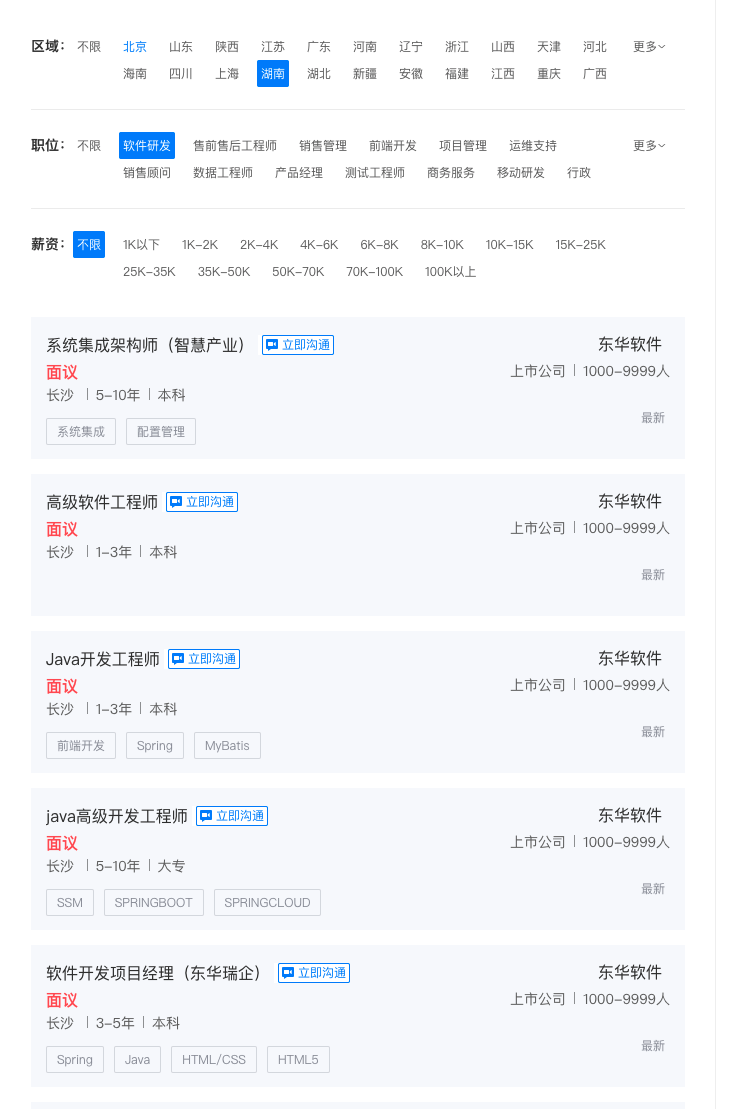 区域： 不限 北京 山东 陕西 江苏 广东 河南 辽宁 浙江 山西 天津 河北 更多
海南 四川 上海 湖南 湖北 新疆 安徽 福建 江西 重庆 广西
职位： 不限 软件研发 售前售后工程师 销售管理 前端开发 项目管理 运维支持 更多
销售顾问 数据工程师 产品经理 测试工程师 商务服务 移动研发 行政
薪资： 不限 1K以下 1K-2K 2K-4K 4K-6K 6K-8K 8K-10K 10K-15K 15K-25K
25K-35K 35K-50K 50K-70K 70K-100K 100K以上
系统集成架构师（智慧产业） 立即沟通 东华软件
面议 上市公司 1000-9999人
长沙 5-10年 本科
最新
系统集成 配置管理
高级软件工程师 立即沟通 东华软件
面议 上市公司 1000-9999人
长沙 1-3年 本科
最新
Java开发工程师 立即沟通 东华软件
面议 上市公司 1000-9999人
长沙 1-3年 本科
最新
前端开发 Spring MyBatis
java高级开发工程师 立即沟通 东华软件
面议 上市公司 1000-9999人
长沙 5-10年 大专
最新
SSM SPRINGBOOT SPRINGCLOUD
软件开发项目经理（东华瑞企） 立即沟通 东华软件
面议 上市公司 1000-9999人
长沙 3-5年 本科
最新
Spring Java HTML/CSS HTML5